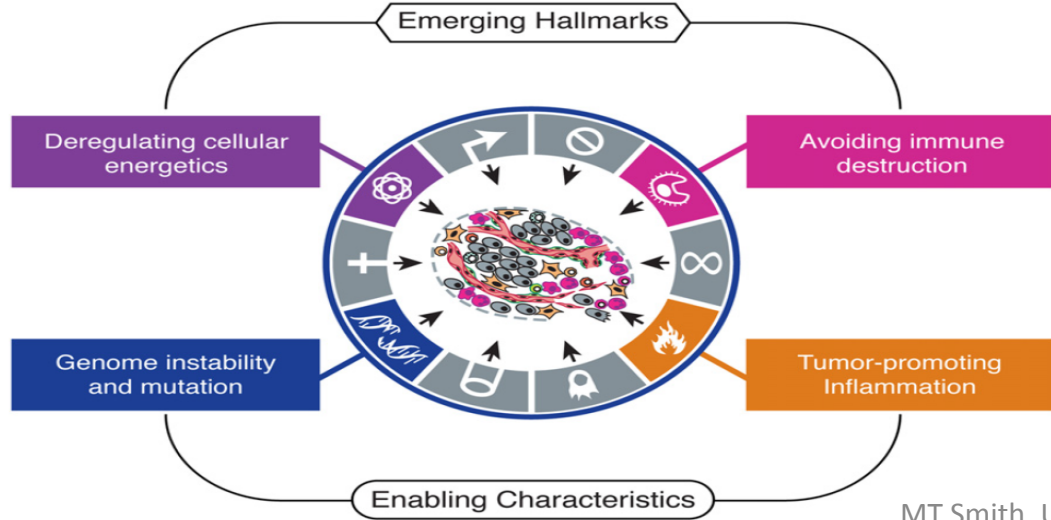 Emerging Hallmarks
Deregulating cellular
energetics
Avoiding immune
destruction
Genome instability
and mutation
Tumor-promoting
Inflammation
Enabling Characteristics
MT Smith,